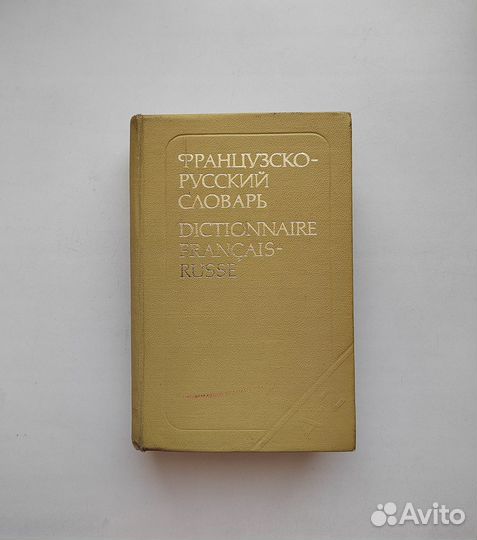 ФРАНЦУЗСКО-
РУССКИЙ
СЛОВАРЬ
DICTIONNAIRE
FRANÇAIS-
RUSSE
Avito